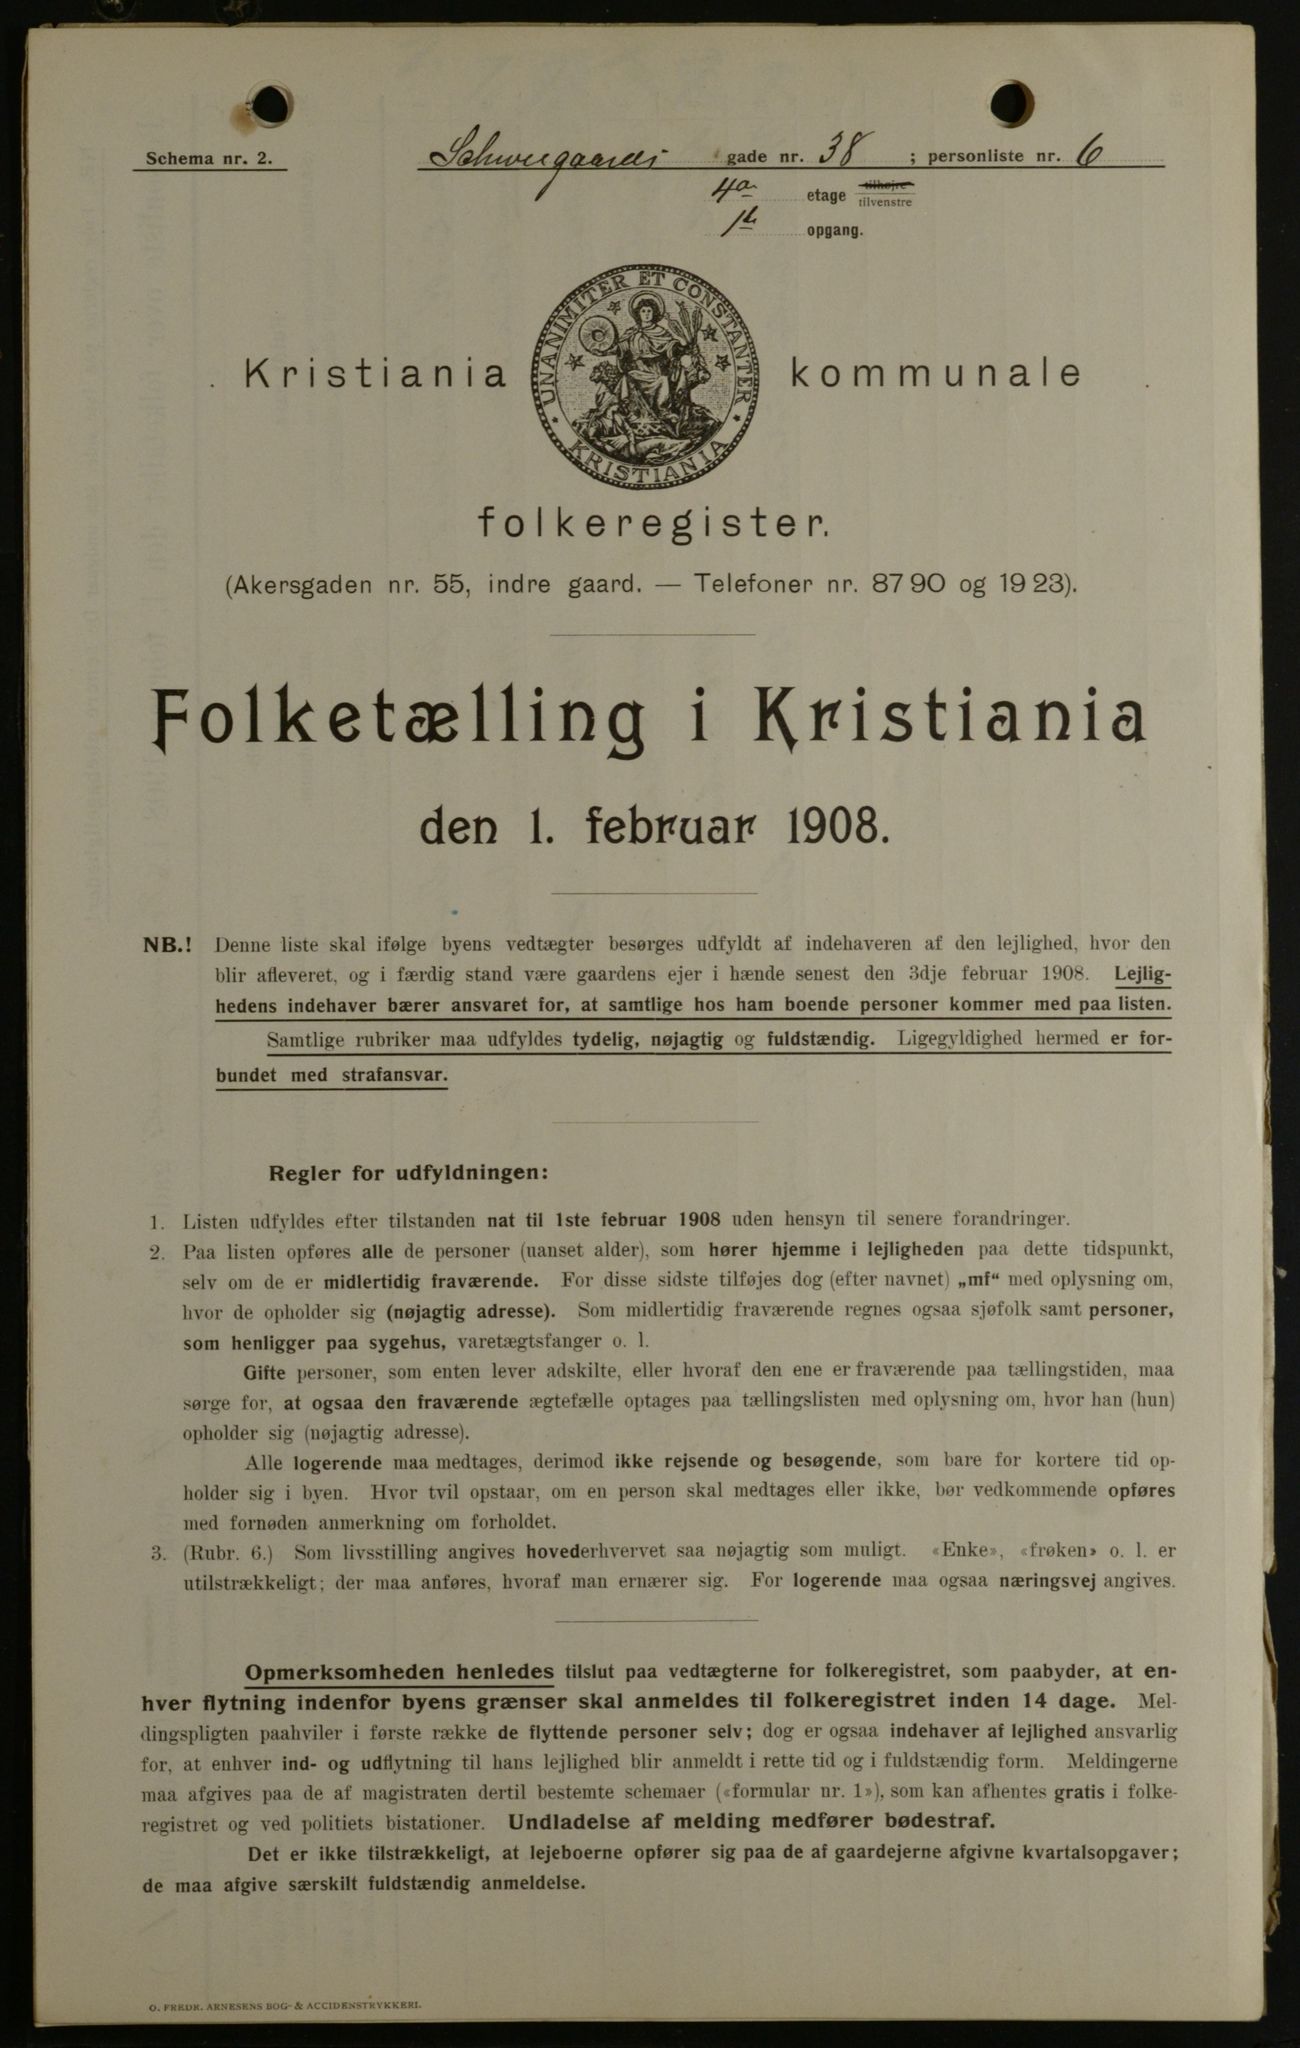 Schema nr. 2.
Schweigaards gade nr. 38 ; personliste nr. 6
4de etage tilhøjre
tilvenstre
1ste opgang.
UNANIMITER ET CONSTANTER
KRISTIANIA
Kristiania kommunale
folkeregister.
(Akersgaden nr. 55, indre gaard. — Telefoner nr. 87 90 og 19 23).
Folketælling i Kristiania
den 1. februar 1908.
NB.! Denne liste skal ifølge byens vedtægter besørges udfyldt af indehaveren af den lejlighed, hvor den
blir afleveret, og i færdig stand være gaardens ejer i hænde senest den 3dje februar 1908. Lejlig-
hedens indehaver bærer ansvaret for, at samtlige hos ham boende personer kommer med paa listen.
Samtlige rubriker maa udfyldes tydelig, nøjagtig og fuldstændig. Ligegyldighed hermed er for-
bundet med strafansvar.
Regler for udfyldningen:
1. Listen udfyldes efter tilstanden nat til 1ste februar 1908 uden hensyn til senere forandringer.
2. Paa listen opføres alle de personer (uanset alder), som hører hjemme i lejligheden paa dette tidspunkt,
selv om de er midlertidig fraværende. For disse sidste tilføjes dog (efter navnet) „mf“ med oplysning om,
hvor de opholder sig (nøjagtig adresse). Som midlertidig fraværende regnes ogsaa sjøfolk samt personer,
som henligger paa sygehus, varetægtsfanger o. l.
Gifte personer, som enten lever adskilte, eller hvoraf den ene er fraværende paa tællingstiden, maa
sørge for, at ogsaa den fraværende ægtefælle optages paa tællingslisten med oplysning om, hvor han (hun)
opholder sig (nøjagtig adresse).
Alle logerende maa medtages, derimod ikke rejsende og besøgende, som bare for kortere tid op-
holder sig i byen. Hvor tvil opstaar, om en person skal medtages eller ikke, bør vedkommende opføres
med fornøden anmerkning om forholdet.
3. (Rubr. 6.) Som livsstilling angives hovederhvervet saa nøjagtig som muligt. «Enke», «frøken» o. l. er
utilstrækkeligt; der maa anføres, hvoraf man ernærer sig. For logerende maa ogsaa næringsvej angives.
Opmerksomheden henledes tilslut paa vedtægterne for folkeregistret, som paabyder, at en-
hver flytning indenfor byens grænser skal anmeldes til folkeregistret inden 14 dage. Mel-
dingspligten paahviler i første række de flyttende personer selv; dog er ogsaa indehaver af lejlighed ansvarlig
for, at enhver ind- og udflytning til hans lejlighed blir anmeldt i rette tid og i fuldstændig form. Meldingerne
maa afgives paa de af magistraten dertil bestemte schemaer («formular nr. 1»), som kan afhentes gratis i folke-
registret og ved politiets bistationer. Undladelse af melding medfører bødestraf.
Det er ikke tilstrækkeligt, at lejeboerne opfører sig paa de af gaardejerne afgivne kvartalsopgaver;
de maa afgive særskilt fuldstændig anmeldelse.
O. FREDR. ARNESENS BOG- & ACCIDENSTRYKKERI.